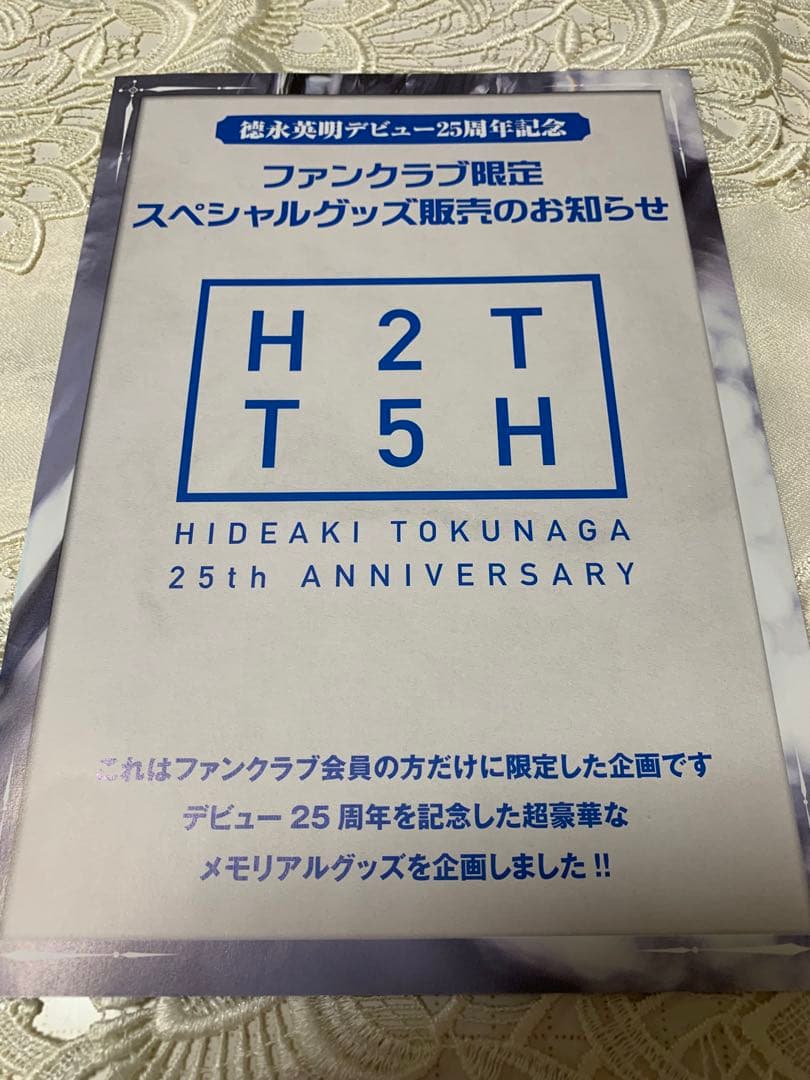 徳永英明デビュー25周年記念
ファンクラブ限定
スペシャルグッズ販売のお知らせ
H 2 T
T 5 H
HIDEAKI TOKUNAGA
25th ANNIVERSARY
これはファンクラブ会員の方だけに限定した企画です
デビュー25周年を記念した超豪華な
メモリアルグッズを企画しました!!